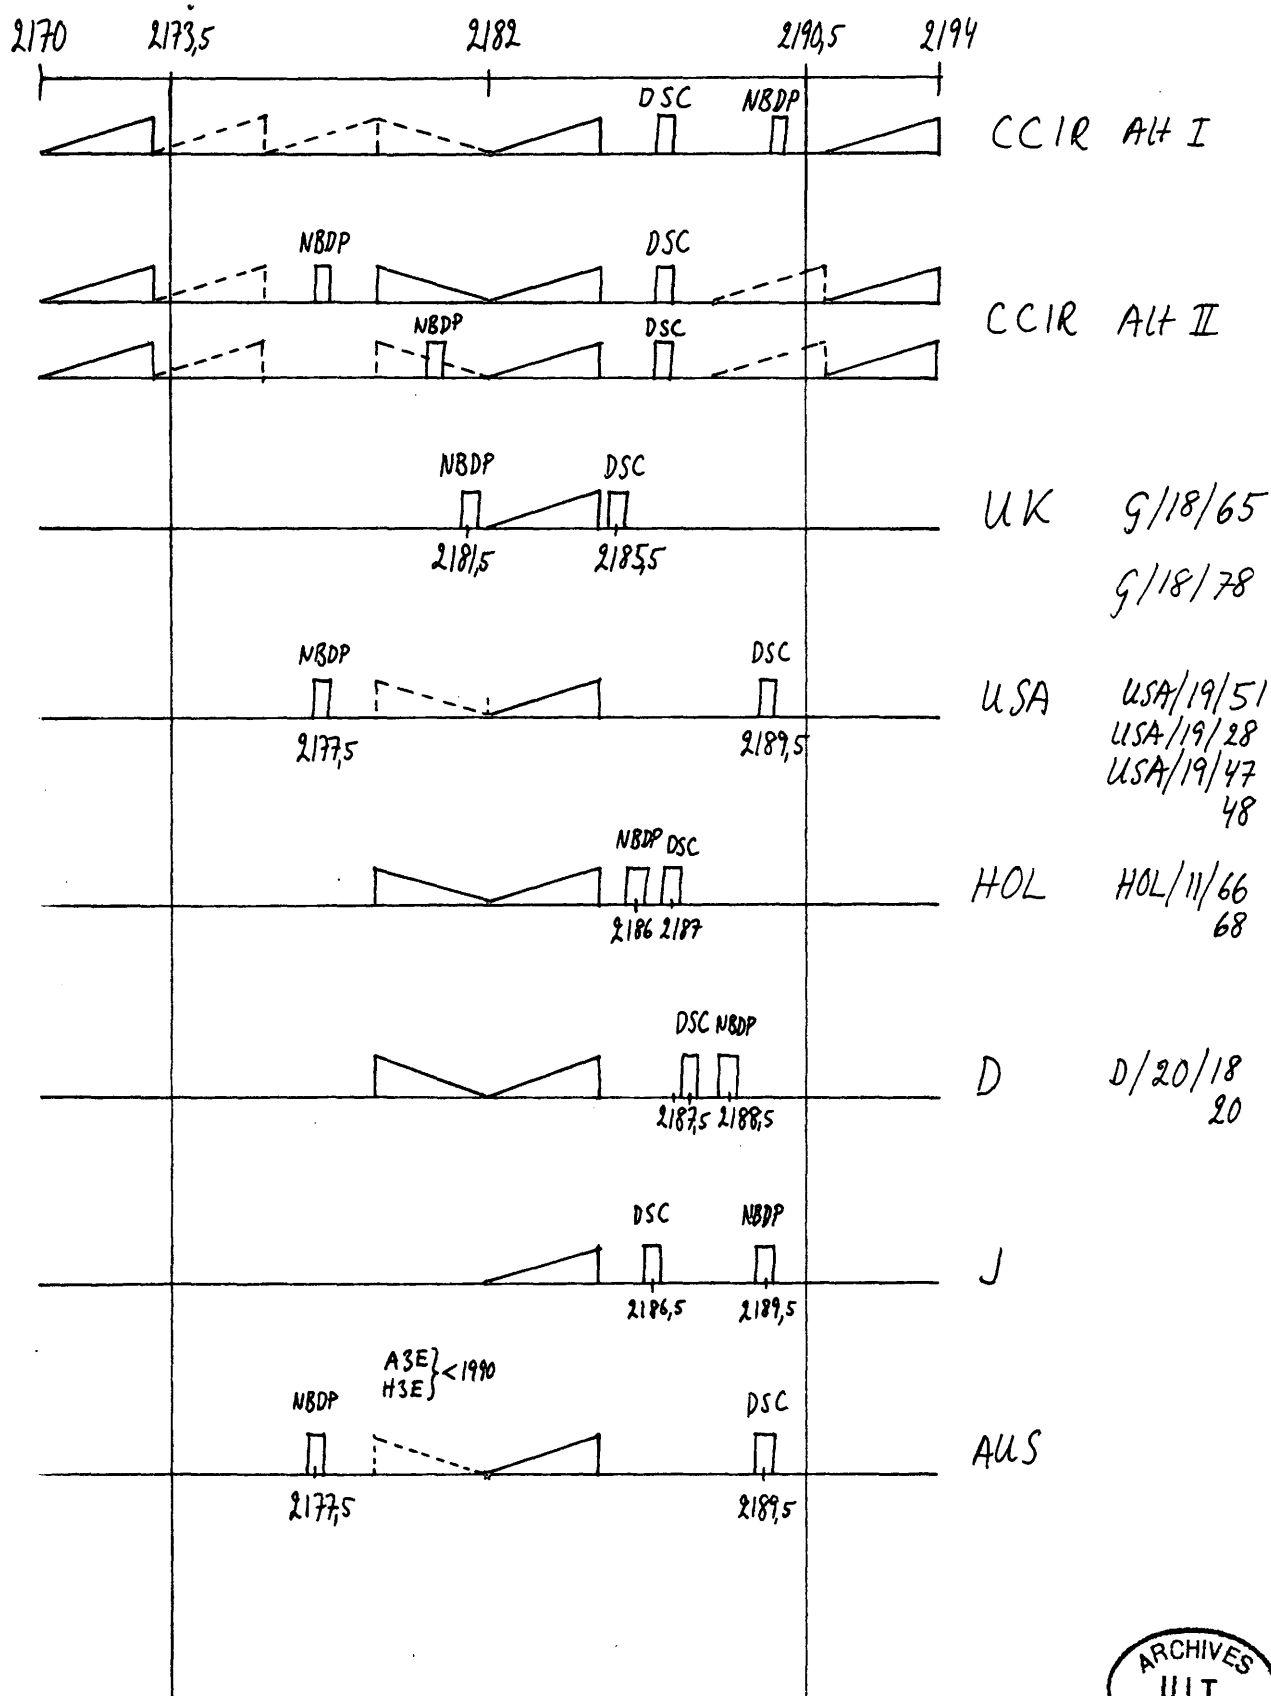 2170 2173,5 2182 2190,5 2194
DSC NBDP
CCIR Alt I
NBDP DSC
CCIR Alt II
NBDP DSC
NBDP DSC
UK G/18/65
2181,5 2185,5
G/18/78
NBDP DSC
USA USA/19/51
USA/19/28
2177,5 2189,5
USA/19/47
48
NBDP DSC
HOL HOL/11/66
68
2186 2187
DSC NBDP
D D/20/18
20
2187,5 2188,5
DSC NBDP
J
2186,5 2189,5
A3E
H3E } < 1990
NBDP DSC
AUS
2177,5 2189,5
ARCHIVES
U.I.T.